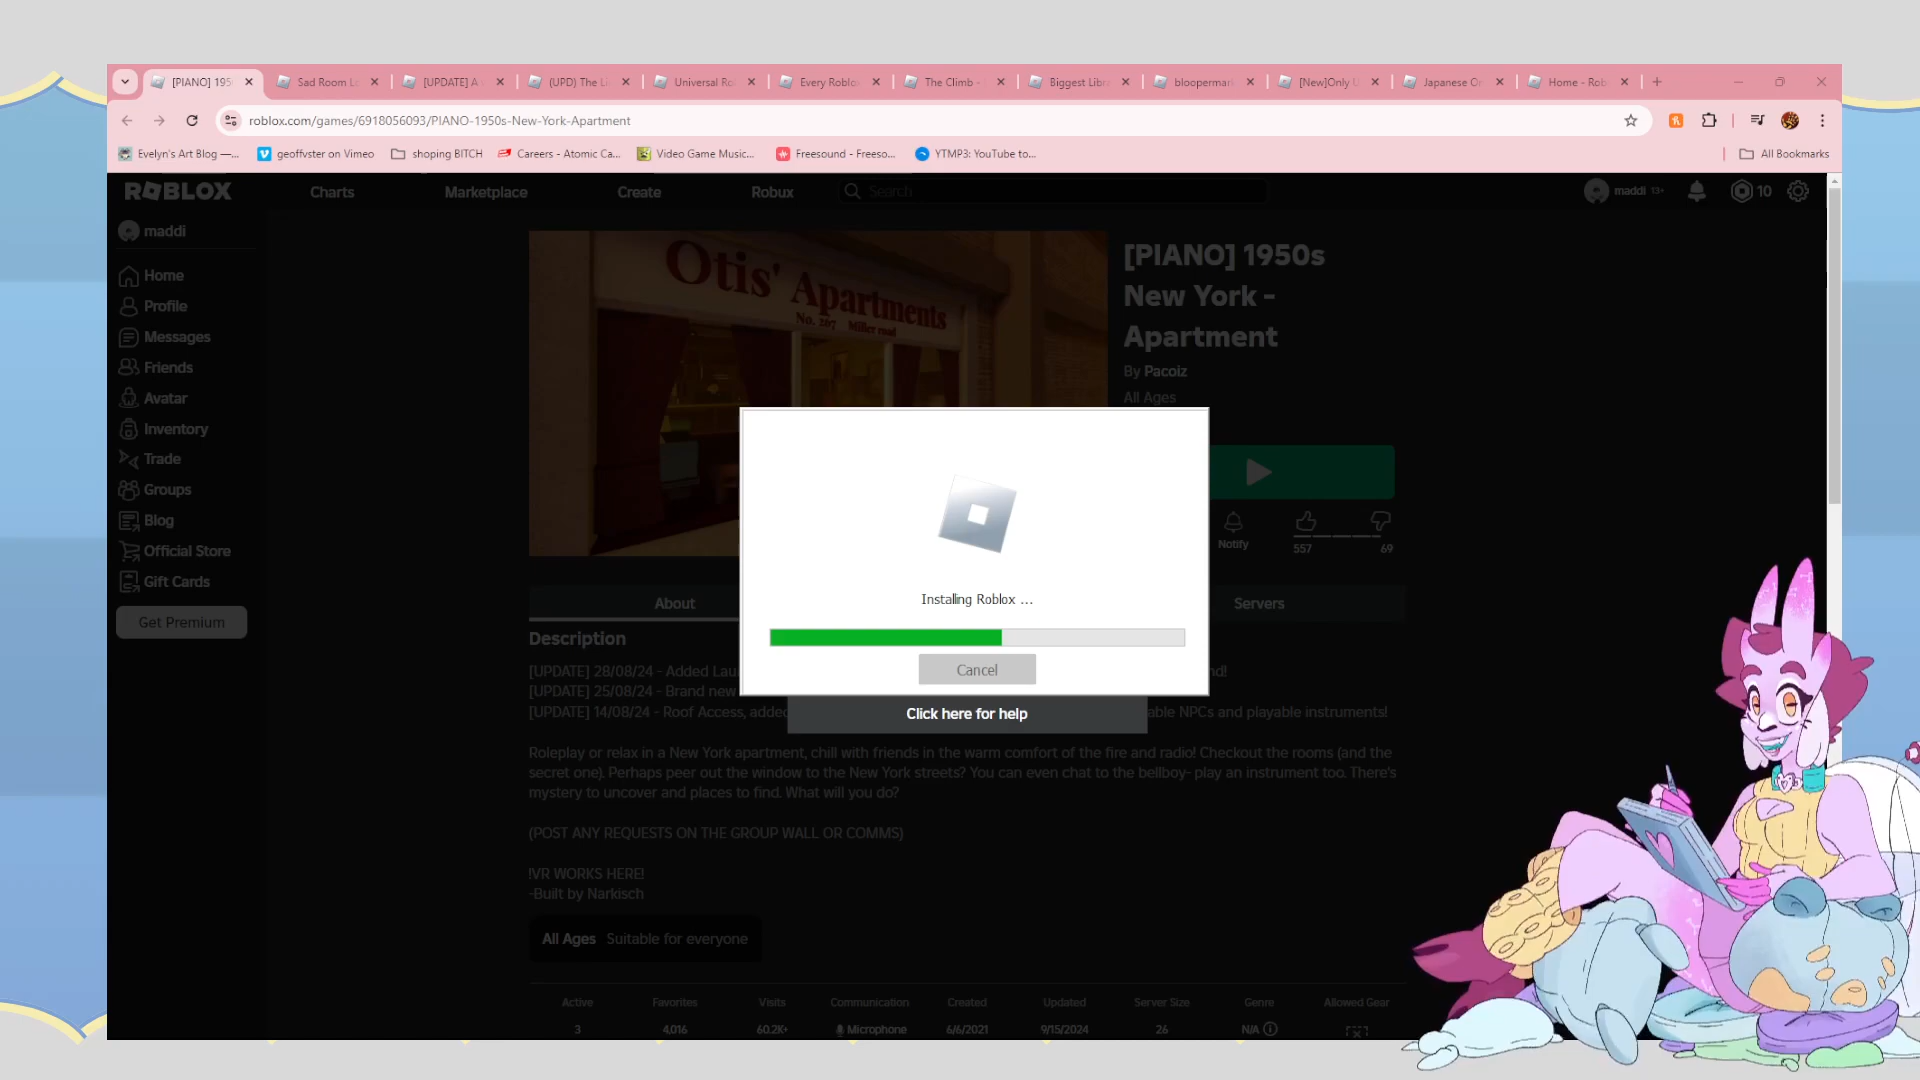 [PIANO] 195
Sad Room L
[UPDATE] A
(UPD) The Li
Universal Ro
Every Roblo
The Climb -
Biggest Libra
bloopermar
[New]Only U
Japanese O
Home - Rob
roblox.com/games/6918056093/PIANO-1950s-New-York-Apartment
Evelyn's Art Blog —...
geoffvster on Vimeo
shoping BITCH
Careers - Atomic Ca...
Video Game Music...
Freesound - Freeso...
YTMP3: YouTube to...
All Bookmarks
ROBLOX
Charts
Marketplace
Create
Robux
Search
maddi 13+
10
maddi
Home
Profile
Messages
Friends
Avatar
Inventory
Trade
Groups
Blog
Official Store
Gift Cards
Get Premium
Otis' Apartments
No. 207 Miller road
[PIANO] 1950s
New York -
Apartment
By Pacoiz
All Ages
Notify
557
69
Installing Roblox ...
Cancel
Click here for help
About
Servers
Description
[UPDATE] 28/08/24 - Added Lau nd!
[UPDATE] 25/08/24 - Brand new
[UPDATE] 14/08/24 - Roof Access, added able NPCs and playable instruments!
Roleplay or relax in a New York apartment, chill with friends in the warm comfort of the fire and radio! Checkout the rooms (and the
secret one). Perhaps peer out the window to the New York streets? You can even chat to the bellboy- play an instrument too. There's
mystery to uncover and places to find. What will you do?
(POST ANY REQUESTS ON THE GROUP WALL OR COMMS)
!VR WORKS HERE!
-Built by Narkisch
All Ages Suitable for everyone
Active
Favorites
Visits
Communication
Created
Updated
Server Size
Genre
Allowed Gear
3
4,016
60.2K+
Microphone
6/6/2021
9/15/2024
26
N/A